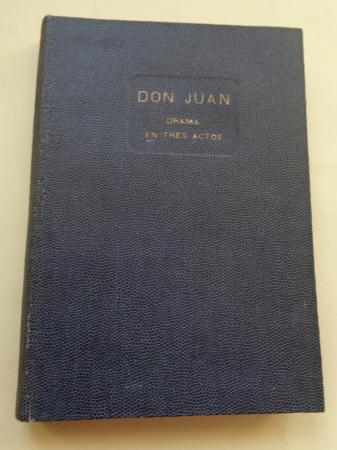 DON JUAN
DRAMA
EN TRES ACTOS